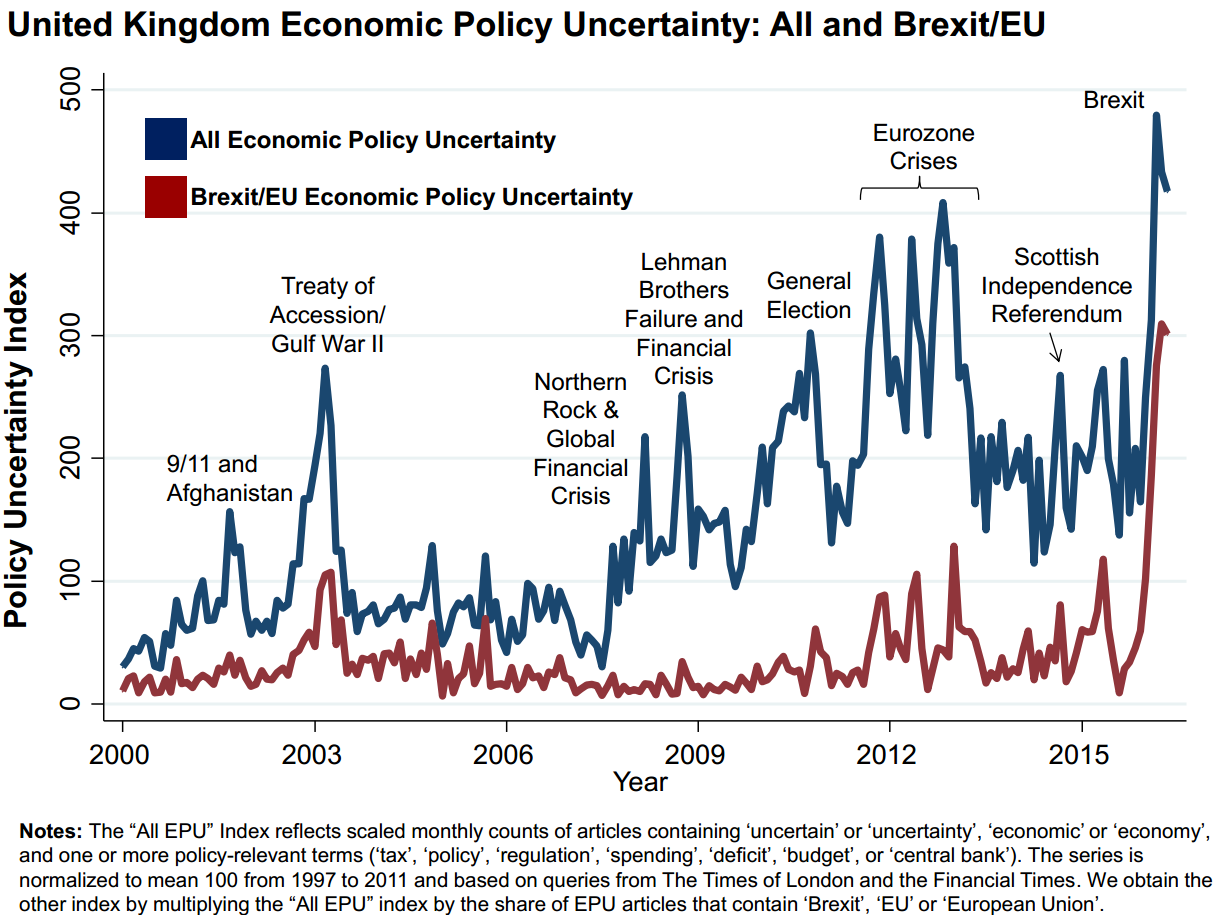 United Kingdom Economic Policy Uncertainty: All and Brexit/EU
Policy Uncertainty Index
500
400
300
200
100
0
All Economic Policy Uncertainty
Brexit/EU Economic Policy Uncertainty
9/11 and
Afghanistan
Treaty of
Accession/
Gulf War II
Northern
Rock &
Global
Financial
Crisis
Lehman
Brothers
Failure and
Financial
Crisis
General
Election
Eurozone
Crises
Scottish
Independence
Referendum
Brexit
2000
2003
2006
2009
2012
2015
Year
Notes: The “All EPU” Index reflects scaled monthly counts of articles containing ‘uncertain’ or ‘uncertainty’, ‘economic’ or ‘economy’,
and one or more policy-relevant terms (‘tax’, ‘policy’, ‘regulation’, ‘spending’, ‘deficit’, ‘budget’, or ‘central bank’). The series is
normalized to mean 100 from 1997 to 2011 and based on queries from The Times of London and the Financial Times. We obtain the
other index by multiplying the “All EPU” index by the share of EPU articles that contain ‘Brexit’, ‘EU’ or ‘European Union’.